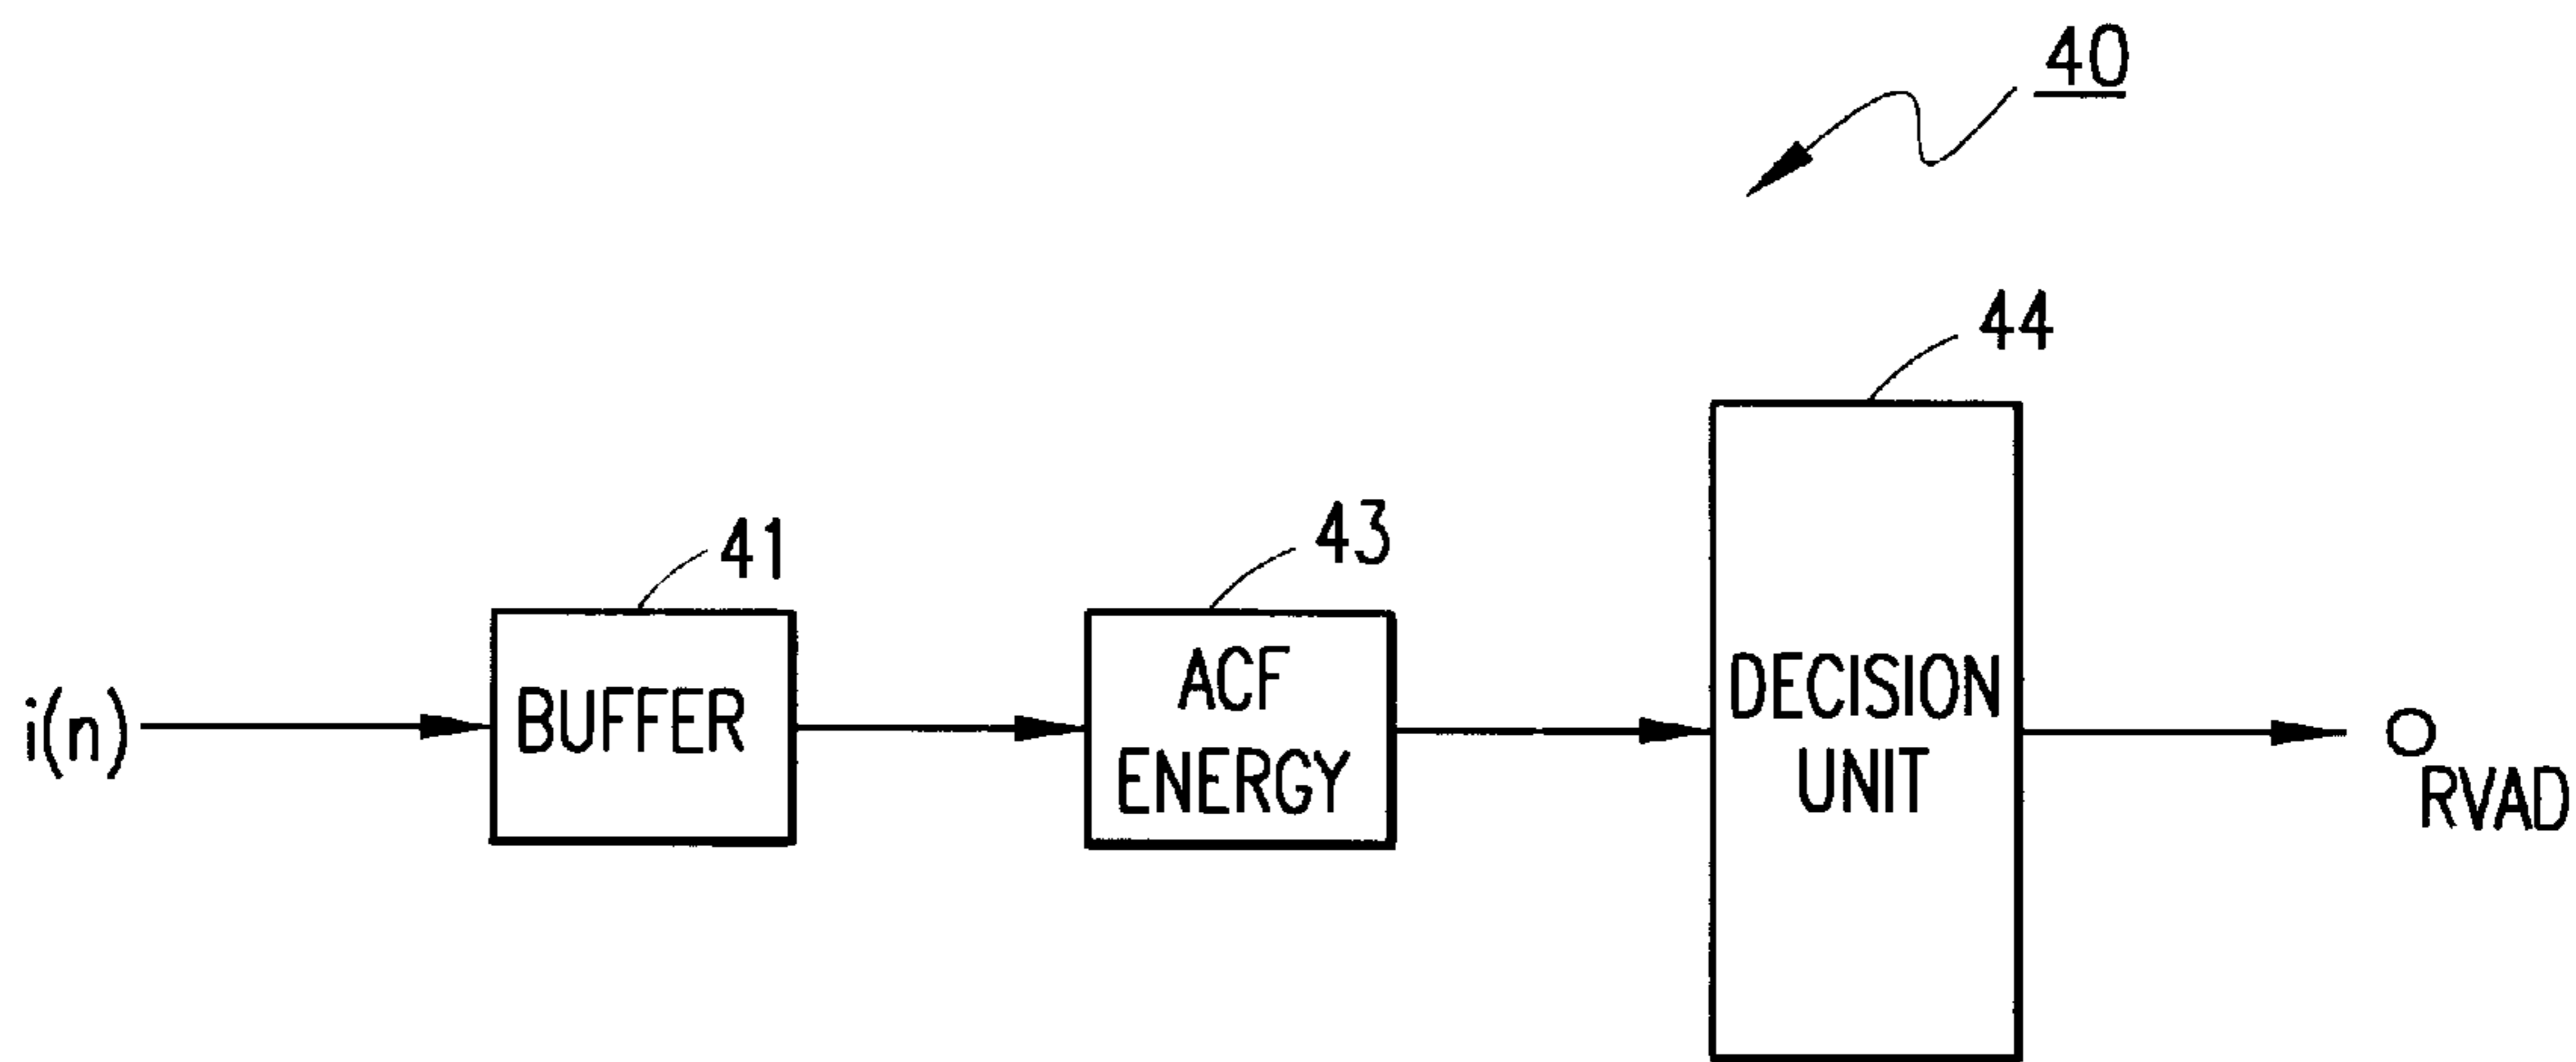 40
44
41
43
i(n)
BUFFER
ACF
ENERGY
DECISION
UNIT
O RVAD